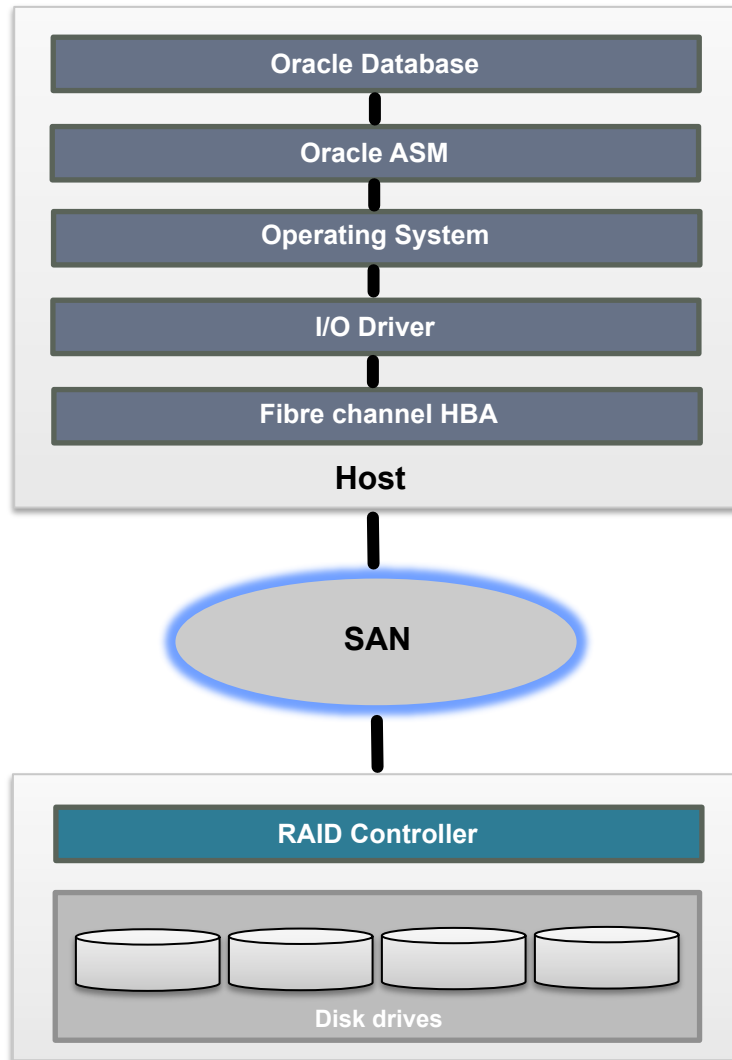 Oracle Database
Oracle ASM
Operating System
I/O Driver
Fibre channel HBA
Host
SAN
RAID Controller
Disk drives